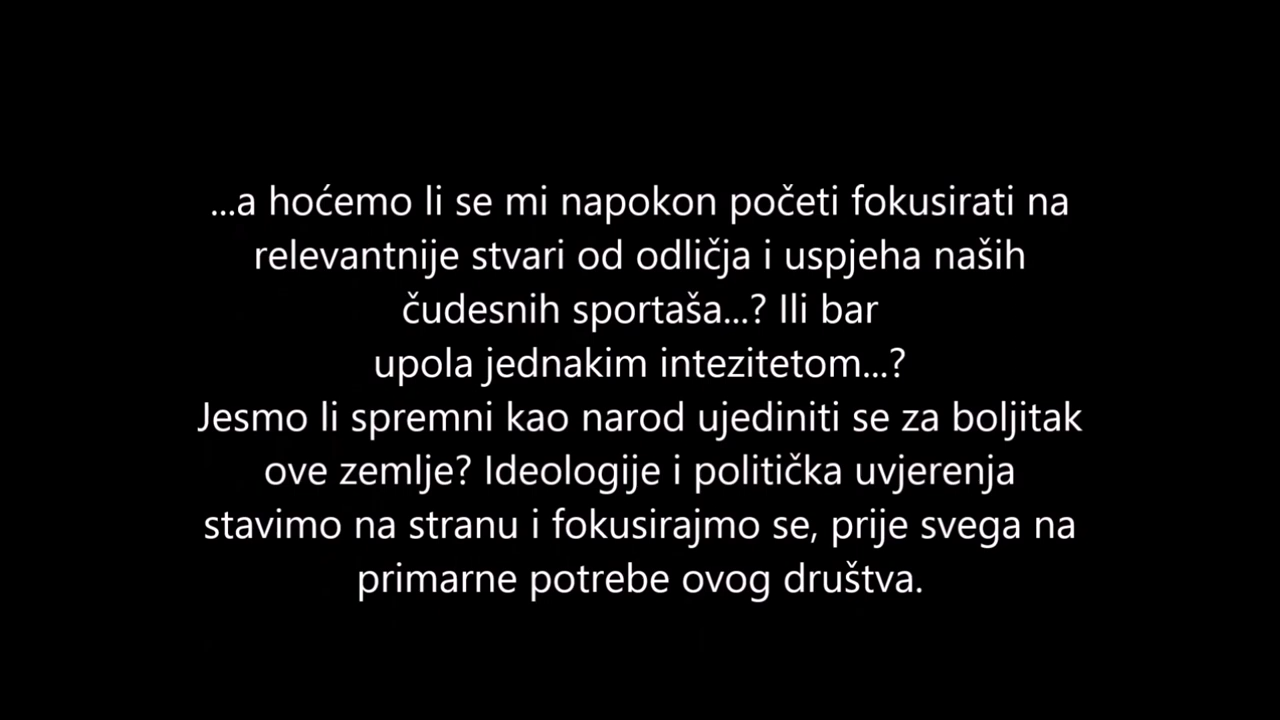 ...a hoćemo li se mi napokon početi fokusirati na
relevantnije stvari od odličja i uspjeha naših
čudesnih sportaša...? Ili bar
upola jednakim intezitetom...?
Jesmo li spremni kao narod ujediniti se za boljitak
ove zemlje? Ideologije i politička uvjerenja
stavimo na stranu i fokusirajmo se, prije svega na
primarne potrebe ovog društva.